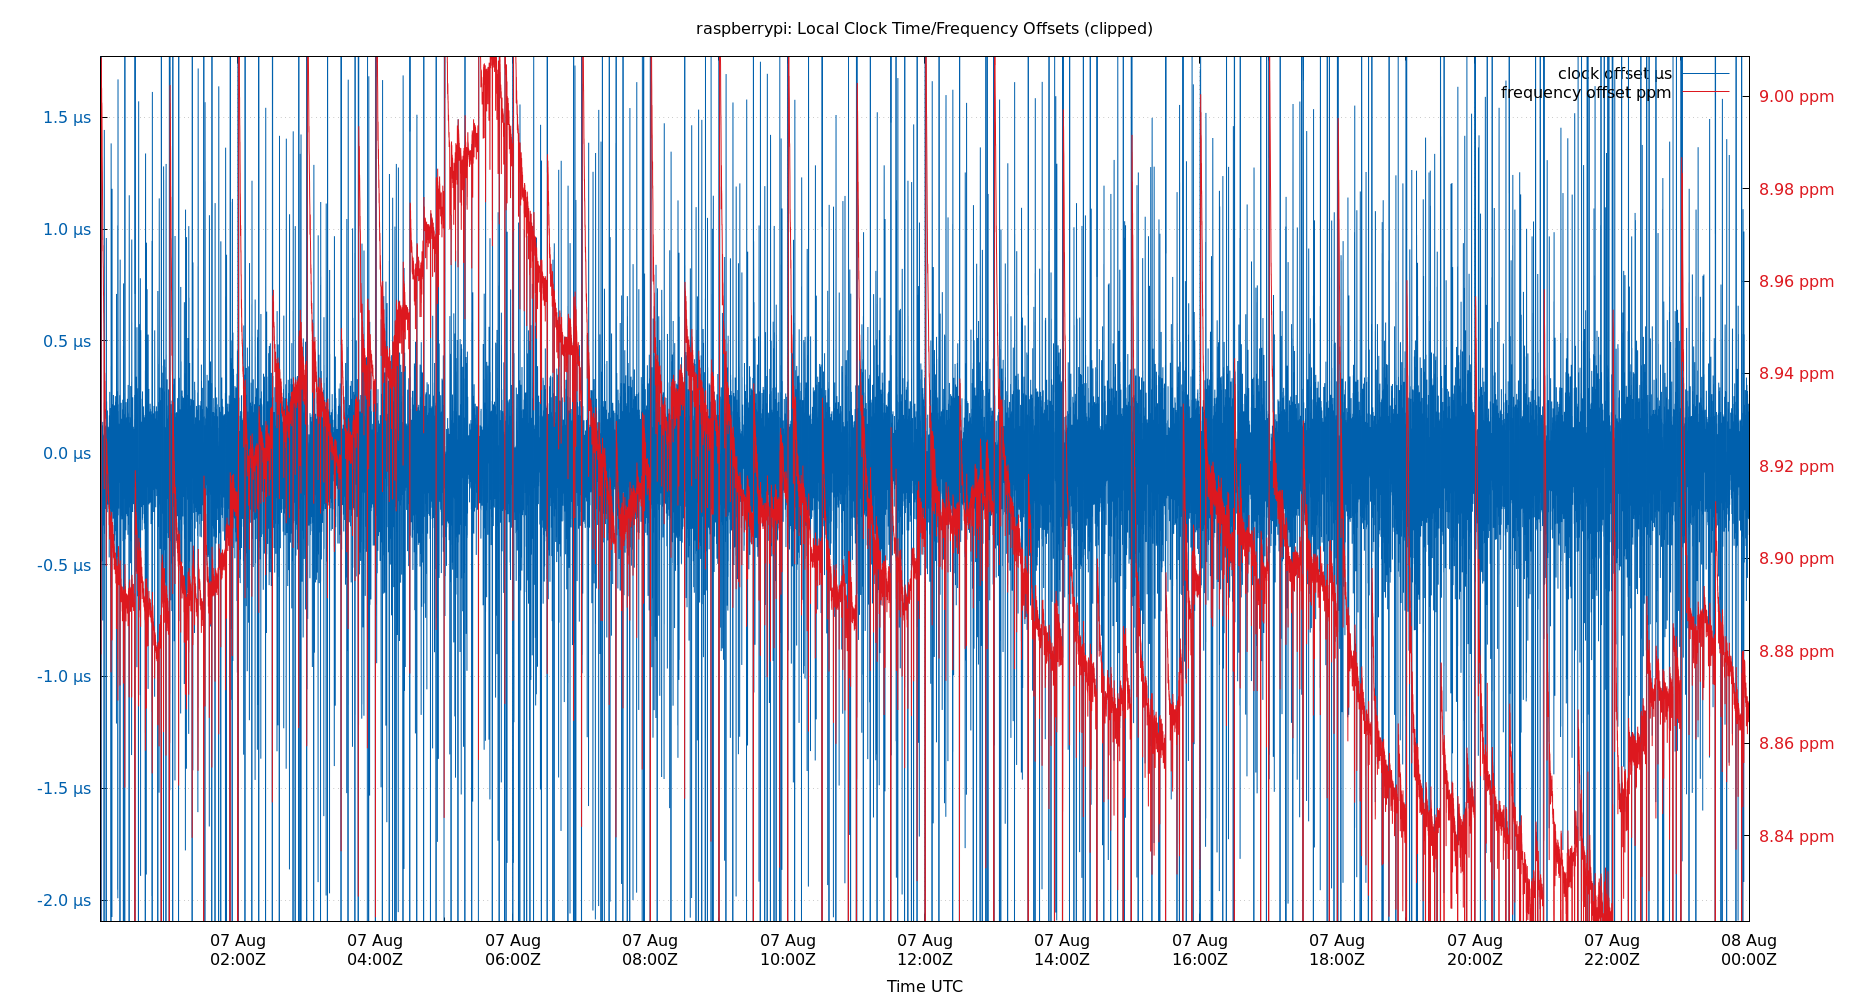 raspberrypi: Local Clock Time/Frequency Offsets (clipped)
clock offset µs
frequency offset ppm
1.5 µs
1.0 µs
0.5 µs
0.0 µs
-0.5 µs
-1.0 µs
-1.5 µs
-2.0 µs
9.00 ppm
8.98 ppm
8.96 ppm
8.94 ppm
8.92 ppm
8.90 ppm
8.88 ppm
8.86 ppm
8.84 ppm
07 Aug 07 Aug 07 Aug 07 Aug 07 Aug 07 Aug 07 Aug 07 Aug 07 Aug 07 Aug 07 Aug 08 Aug
02:00Z 04:00Z 06:00Z 08:00Z 10:00Z 12:00Z 14:00Z 16:00Z 18:00Z 20:00Z 22:00Z 00:00Z
Time UTC